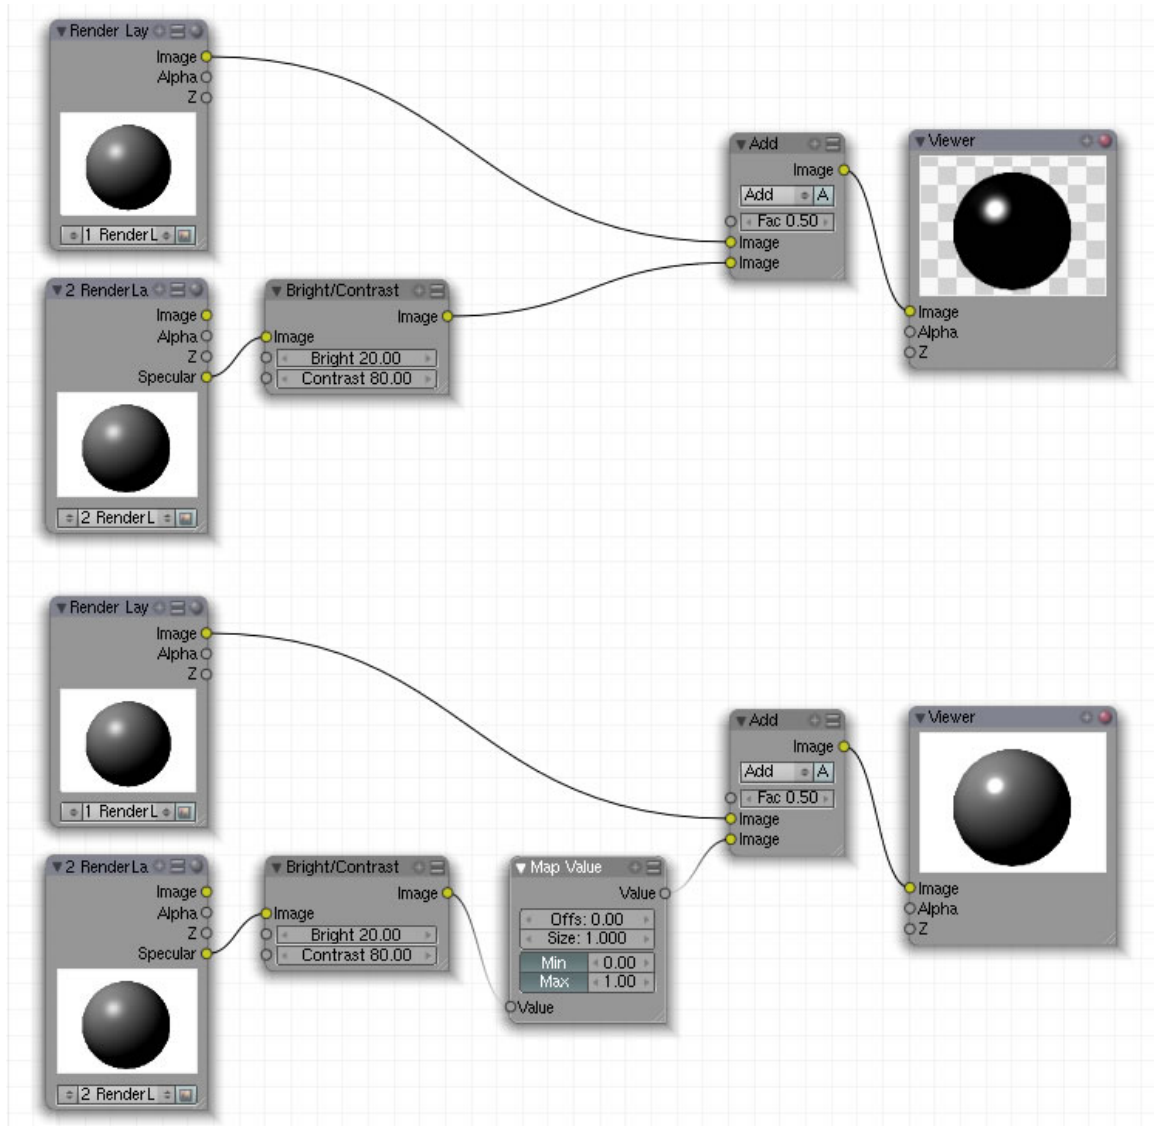 Render Lay
Image
Alpha
Z
1 RenderL
Add
Image
Add A
Fac 0.50
Image
Image
Viewer
Image
Alpha
Z
2 RenderLa
Image
Alpha
Z
Specular
2 RenderL
Bright/Contrast
Image
Image
Bright 20.00
Contrast 80.00
Render Lay
Image
Alpha
Z
1 RenderL
Add
Image
Add A
Fac 0.50
Image
Image
Viewer
Image
Alpha
Z
2 RenderLa
Image
Alpha
Z
Specular
2 RenderL
Bright/Contrast
Image
Image
Bright 20.00
Contrast 80.00
Map Value
Value
Offs: 0.00
Size: 1.000
Min 0.00
Max 1.00
Value